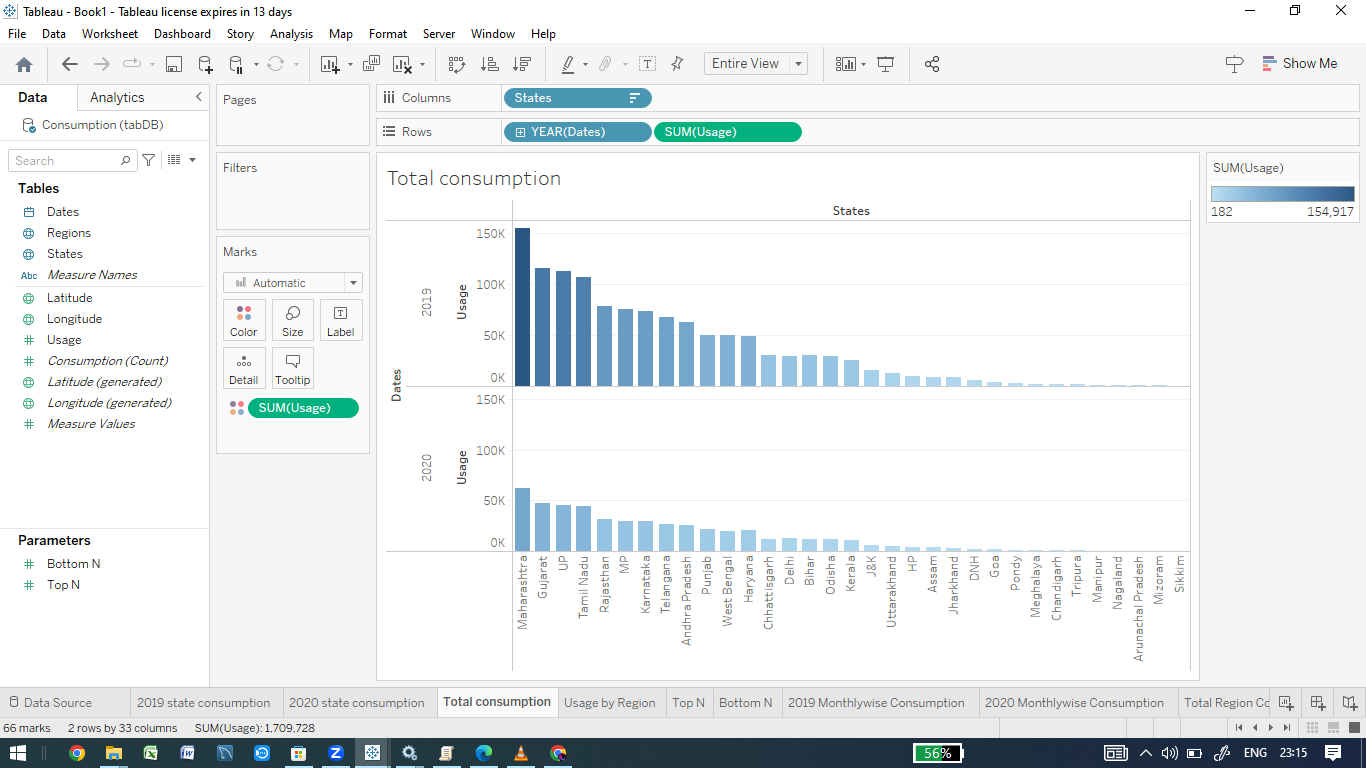 Tableau - Book1 - Tableau license expires in 13 days
File Data Worksheet Dashboard Story Analysis Map Format Server Window Help
Entire View
Show Me
Data Analytics
Consumption (tabDB)
Search
Tables
Dates
Regions
States
Abc Measure Names
Latitude
Longitude
Usage
Consumption (Count)
Latitude (generated)
Longitude (generated)
Measure Values
Parameters
Bottom N
Top N
Pages
Filters
Marks
Automatic
Color Size Label
Detail Tooltip
SUM(Usage)
Columns States
Rows YEAR(Dates) SUM(Usage)
Total consumption
States
Dates
2019
Usage
150K
100K
50K
0K
2020
Usage
150K
100K
50K
0K
Maharashtra
Gujarat
UP
Tamil Nadu
Rajasthan
MP
Karnataka
Telangana
Andhra Pradesh
Punjab
West Bengal
Haryana
Chhattisgarh
Delhi
Bihar
Odisha
Kerala
J&K
Uttarakhand
HP
Assam
Jharkhand
DNH
Goa
Pondy
Meghalaya
Chandigarh
Tripura
Manipur
Nagaland
Arunachal Pradesh
Mizoram
Sikkim
SUM(Usage)
182 154,917
Data Source 2019 state consumption 2020 state consumption Total consumption Usage by Region Top N Bottom N 2019 Monthlywise Consumption 2020 Monthlywise Consumption Total Region Co
66 marks 2 rows by 33 columns SUM(Usage): 1,709,728
56% ENG 23:15